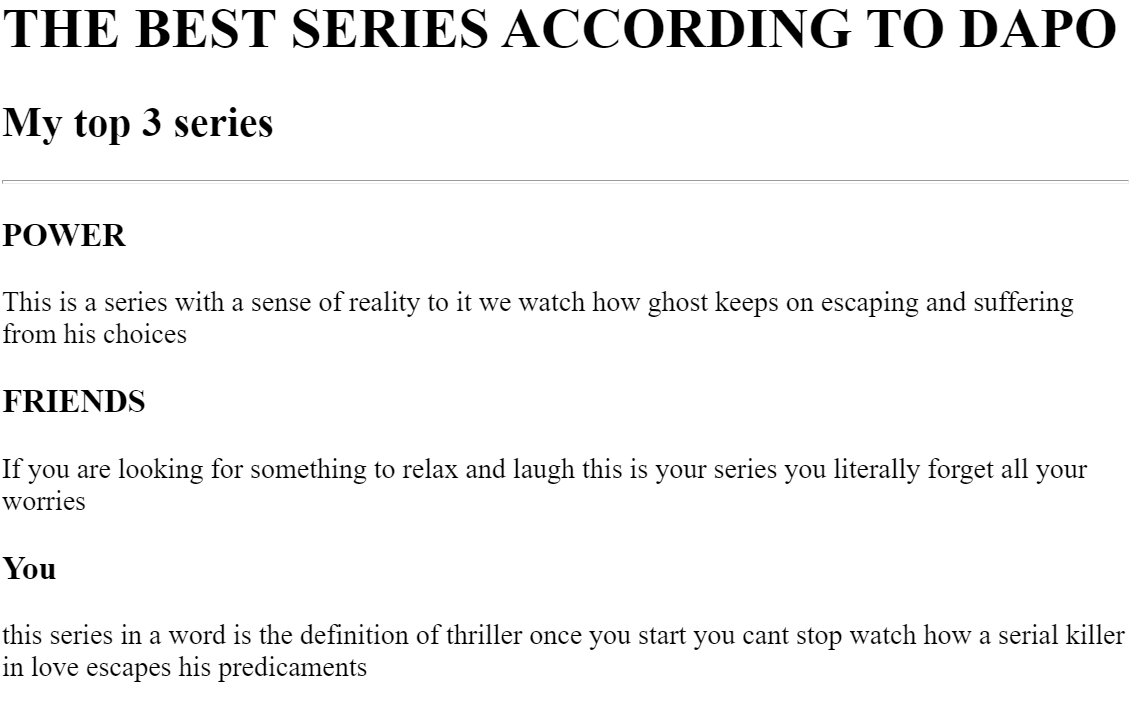 THE BEST SERIES ACCORDING TO DAPO
My top 3 series
POWER
This is a series with a sense of reality to it we watch how ghost keeps on escaping and suffering
from his choices
FRIENDS
If you are looking for something to relax and laugh this is your series you literally forget all your
worries
You
this series in a word is the definition of thriller once you start you cant stop watch how a serial killer
in love escapes his predicaments